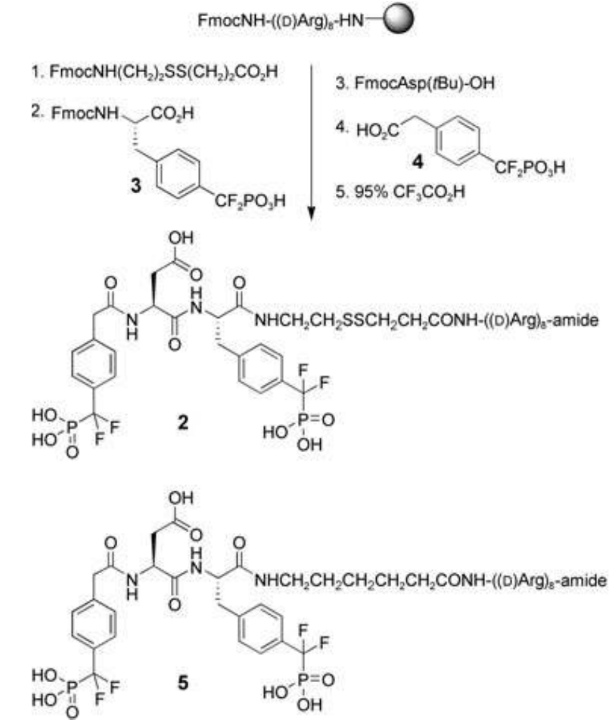 FmocNH-((D)Arg)₈-HN
1. FmocNH(CH₂)₂SS(CH₂)₂CO₂H
2. FmocNH CO₂H
3
CF₂PO₃H
3. FmocAsp(tBu)-OH
4. HO₂C
4
CF₂PO₃H
5. 95% CF₃CO₂H
OH
O
O
N
H
O
H
N
O
NHCH₂CH₂SSCH₂CH₂CONH-((D)Arg)₈-amide
HO
HO
P
O
F
F
2
F
F
P=O
HO
OH
OH
O
O
N
H
O
H
N
O
NHCH₂CH₂CH₂CH₂CH₂CH₂CONH-((D)Arg)₈-amide
HO
HO
P
O
F
F
5
F
F
P=O
HO
OH